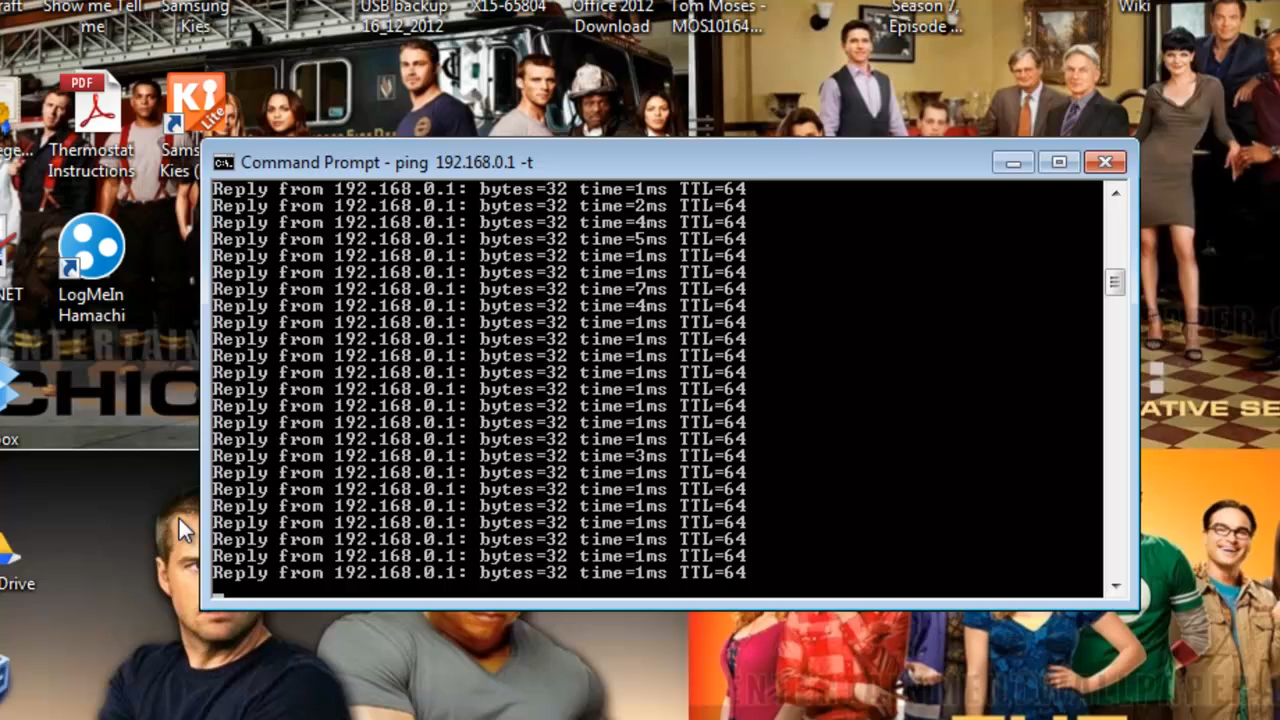 raft
Show me Tell
me
Samsung
Kies
USB backup
16_12_2012
X15-65804
Office 2012
Download
Tom Moses -
MOS10164...
Season 7,
Episode ...
Wiki
PDF
Ki
Lite
ege...
Thermostat
Instructions
Sams
Kies (
Command Prompt - ping 192.168.0.1 -t
Reply from 192.168.0.1: bytes=32 time=1ms TTL=64
Reply from 192.168.0.1: bytes=32 time=2ms TTL=64
Reply from 192.168.0.1: bytes=32 time=4ms TTL=64
Reply from 192.168.0.1: bytes=32 time=5ms TTL=64
Reply from 192.168.0.1: bytes=32 time=1ms TTL=64
Reply from 192.168.0.1: bytes=32 time=1ms TTL=64
Reply from 192.168.0.1: bytes=32 time=7ms TTL=64
Reply from 192.168.0.1: bytes=32 time=4ms TTL=64
Reply from 192.168.0.1: bytes=32 time=1ms TTL=64
Reply from 192.168.0.1: bytes=32 time=1ms TTL=64
Reply from 192.168.0.1: bytes=32 time=1ms TTL=64
Reply from 192.168.0.1: bytes=32 time=1ms TTL=64
Reply from 192.168.0.1: bytes=32 time=1ms TTL=64
Reply from 192.168.0.1: bytes=32 time=1ms TTL=64
Reply from 192.168.0.1: bytes=32 time=1ms TTL=64
Reply from 192.168.0.1: bytes=32 time=1ms TTL=64
Reply from 192.168.0.1: bytes=32 time=3ms TTL=64
Reply from 192.168.0.1: bytes=32 time=1ms TTL=64
Reply from 192.168.0.1: bytes=32 time=1ms TTL=64
Reply from 192.168.0.1: bytes=32 time=1ms TTL=64
Reply from 192.168.0.1: bytes=32 time=1ms TTL=64
Reply from 192.168.0.1: bytes=32 time=1ms TTL=64
Reply from 192.168.0.1: bytes=32 time=1ms TTL=64
Reply from 192.168.0.1: bytes=32 time=1ms TTL=64
NET
LogMeIn
Hamachi
ENTERTAIN
CHIC
ATIVE SE
box
Drive
ENTERTAINMENTWALLPAPER